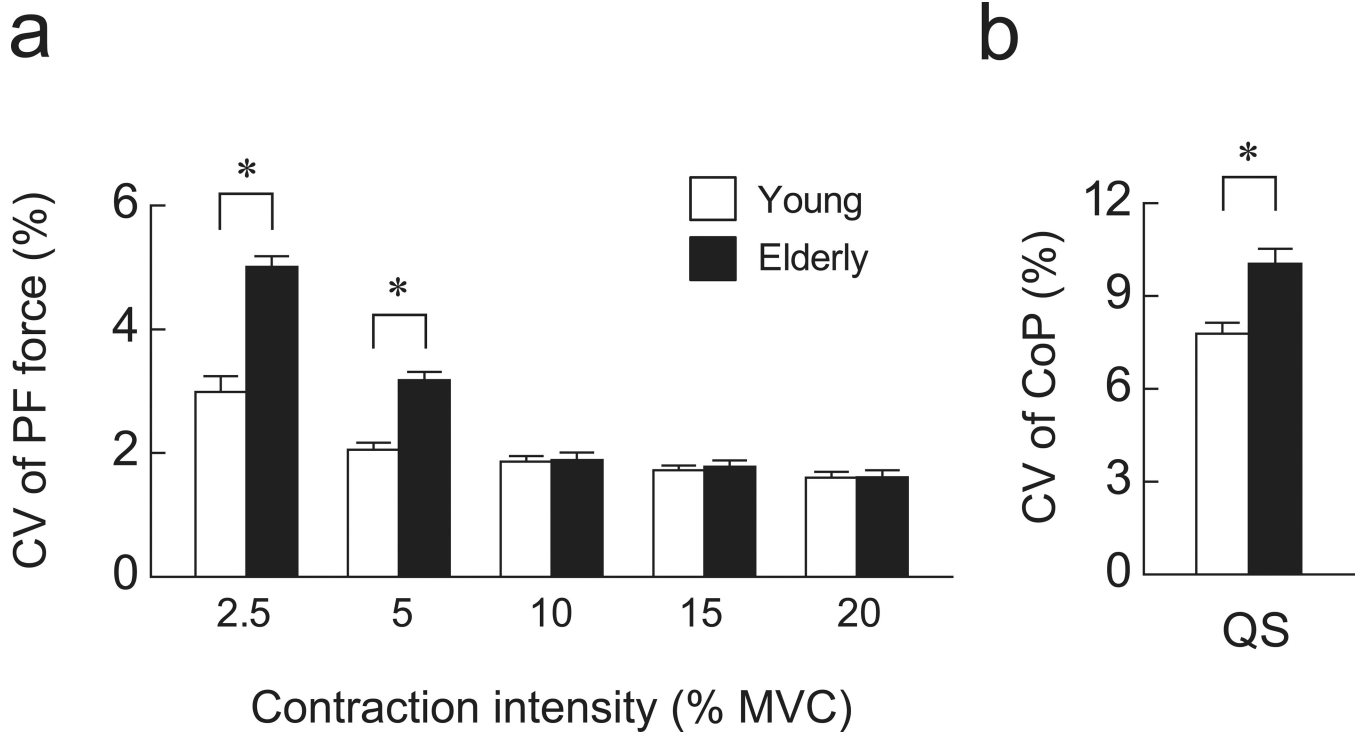 a
CV of PF force (%)
6
4
2
0
*
*
Young
Elderly
2.5 5 10 15 20
Contraction intensity (% MVC)
b
CV of CoP (%)
12
9
6
3
0
*
QS